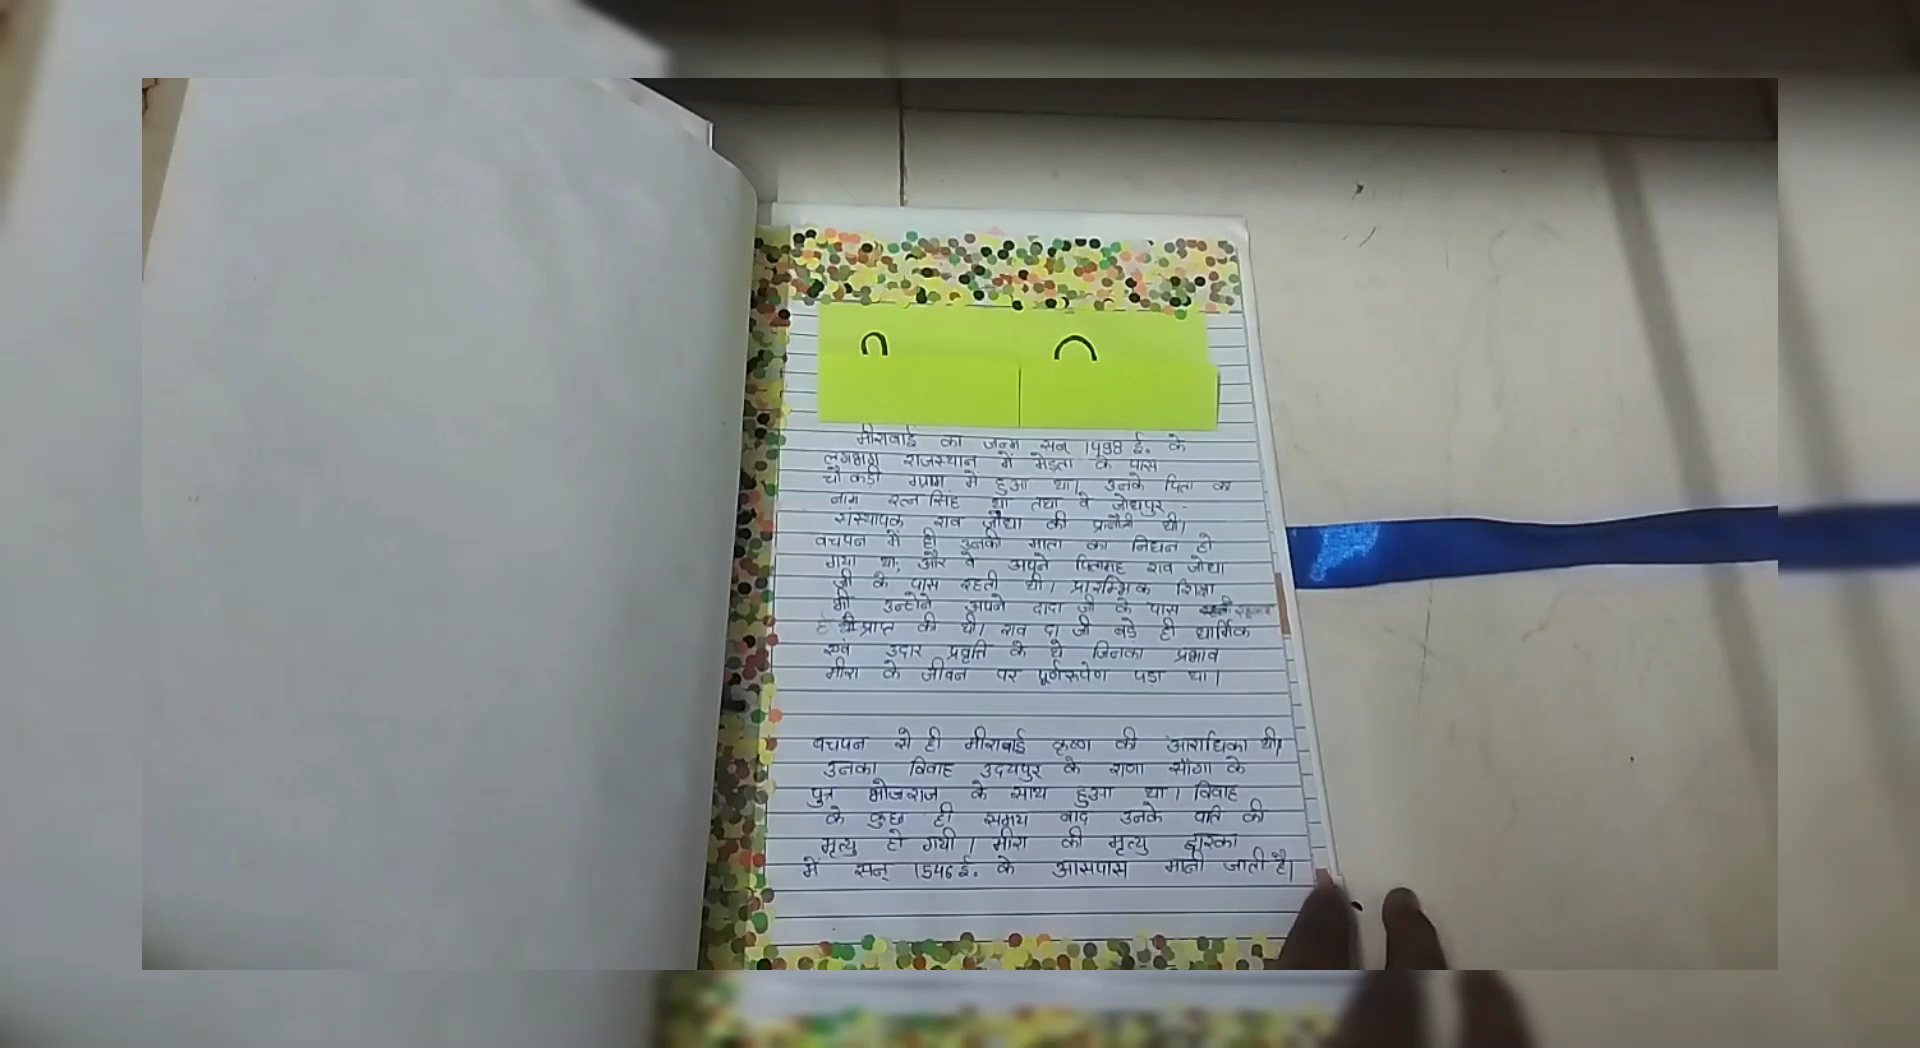 मीराबाई का जन्म सन् 1498 ई. के
लगभग राजस्थान में मेड़ता के पास
चौकडी ग्राम में हुआ था। उनके पिता का
नाम रत्न सिंह था तथा वे जोधपुर -
संस्थापक राव जोधा की प्रपौत्री थी।
बचपन में ही उनकी माता का निधन हो
गया था, और वे अपने पितामह राव जोधा
जी के पास रहती थी। प्रारम्भिक शिक्षा
भी उन्होने अपने दादा जी के पास
प्राप्त की थी। राव दा जी बडे ही धार्मिक
एवं उदार प्रवृति के थे जिनका प्रभाव
मीरा के जीवन पर पूर्णरूपेण पड़ा था।
बचपन से ही मीराबाई कृष्ण की आराधिका थी।
उनका विवाह उदयपुर के राणा साँगा के
पुत्र भोजराज के साथ हुआ था। विवाह
के कुछ ही समय बाद उनके पति की
मृत्यु हो गयी। मीरा की मृत्यु द्वारका
में सन् 1546 ई. के आसपास मानी जाती है।